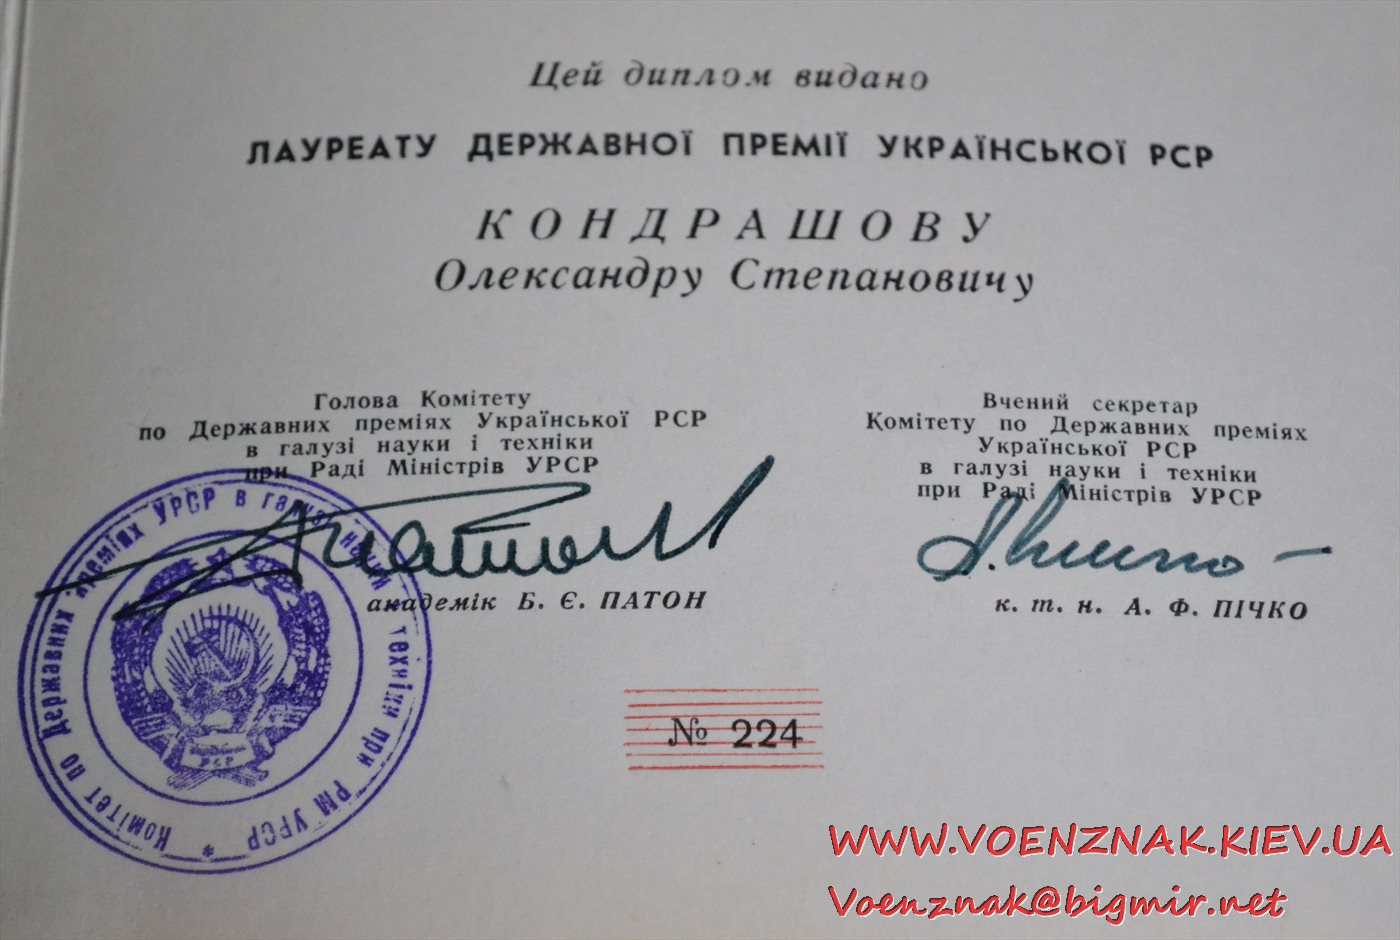 Цей диплом видано
ЛАУРЕАТУ ДЕРЖАВНОЇ ПРЕМІЇ УКРАЇНСЬКОЇ РСР
КОНДРАШОВУ
Олександру Степановичу
Голова Комітету
по Державних преміях Української РСР
в галузі науки і техніки
при Раді Міністрів УРСР
академік Б. Є. ПАТОН
Вчений секретар
Комітету по Державних преміях
Української РСР
в галузі науки і техніки
при Раді Міністрів УРСР
к. т. н. А. Ф. ПІЧКО
Комітет по Державних преміях УРСР в галузі науки і техніки при РМ УРСР *
РСР
№ 224
WWW.VOENZNAK.KIEV.UA
Voenznak@bigmir.net